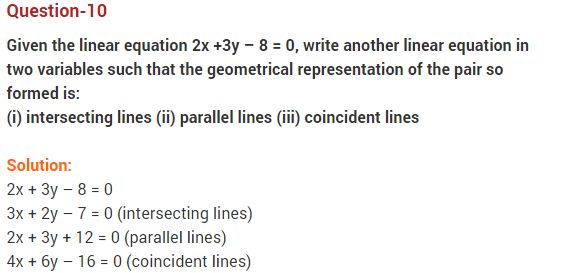 Question-10
Given the linear equation 2x +3y – 8 = 0, write another linear equation in
two variables such that the geometrical representation of the pair so
formed is:
(i) intersecting lines (ii) parallel lines (iii) coincident lines
Solution:
2x + 3y – 8 = 0
3x + 2y – 7 = 0 (intersecting lines)
2x + 3y + 12 = 0 (parallel lines)
4x + 6y – 16 = 0 (coincident lines)